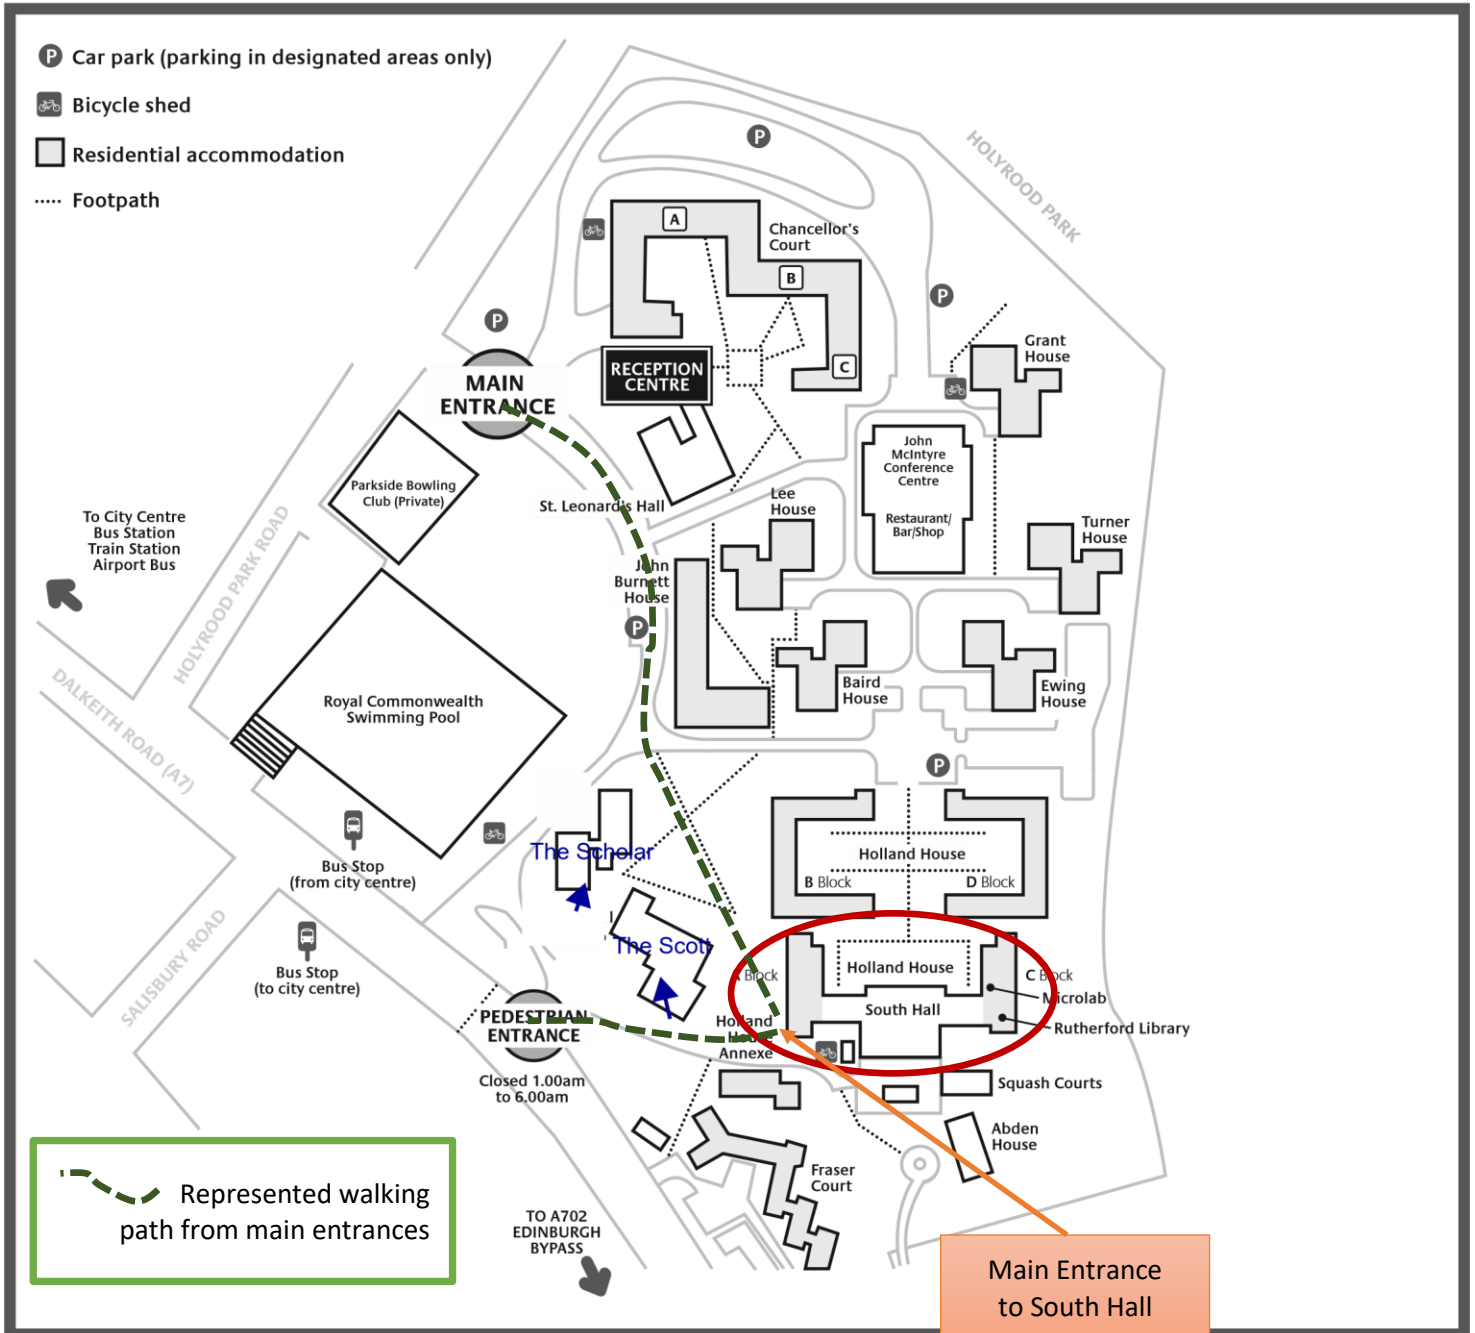 P Car park (parking in designated areas only)
Bicycle shed
Residential accommodation
Footpath
P
HOLYROOD PARK
A
Chancellor's
Court
B
P
P
C
Grant
House
RECEPTION
CENTRE
MAIN
ENTRANCE
John
McIntyre
Conference
Centre
Restaurant/
Bar/Shop
Parkside Bowling
Club (Private)
St. Leonard's Hall
Lee
House
Turner
House
To City Centre
Bus Station
Train Station
Airport Bus
HOLYROOD PARK ROAD
John
Burnett
House
P
Baird
House
Ewing
House
Royal Commonwealth
Swimming Pool
DALKEITH ROAD (A7)
P
Bus Stop
(from city centre)
The Scholar
Holland House
B Block
D Block
SALISBURY ROAD
Bus Stop
(to city centre)
The Scott
Block
Holland House
C Block
Microlab
South Hall
Rutherford Library
PEDESTRIAN
ENTRANCE
Closed 1.00am
to 6.00am
Holland
House
Annexe
Squash Courts
Abden
House
Fraser
Court
TO A702
EDINBURGH
BYPASS
Represented walking
path from main entrances
Main Entrance
to South Hall